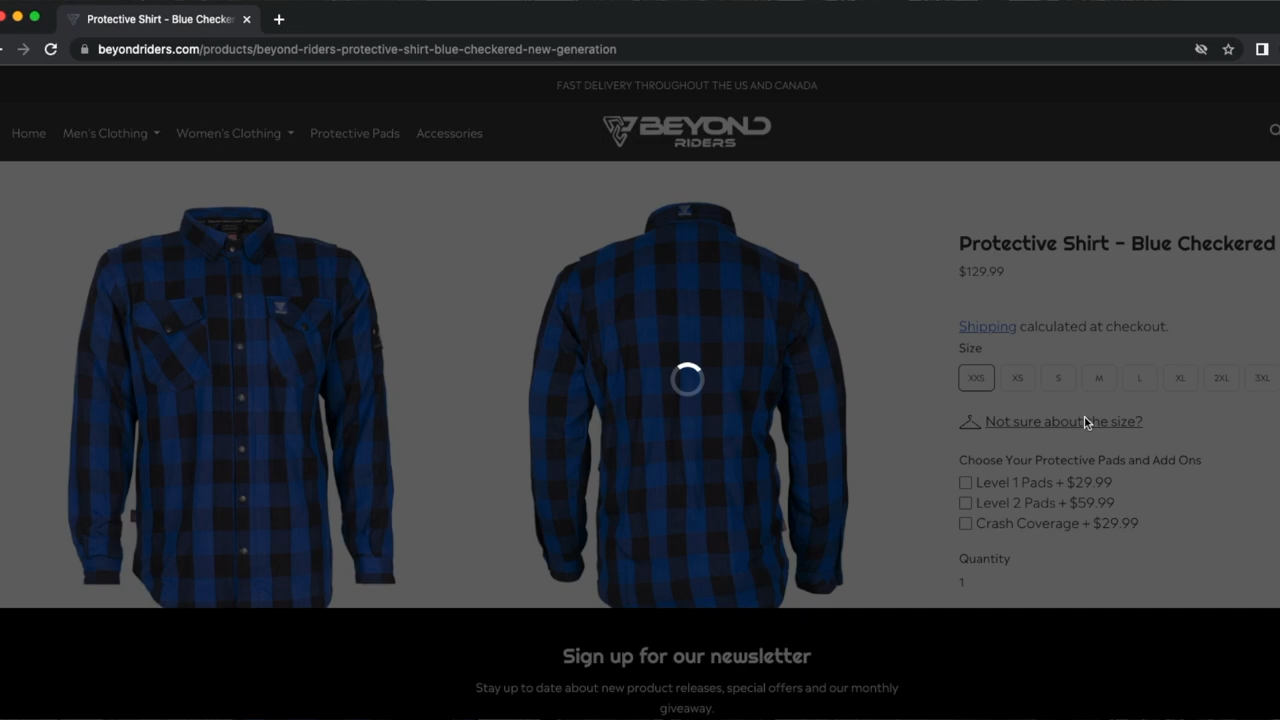 Protective Shirt - Blue Checker
beyondriders.com/products/beyond-riders-protective-shirt-blue-checkered-new-generation
FAST DELIVERY THROUGHOUT THE US AND CANADA
Home Men's Clothing Women's Clothing Protective Pads Accessories
BEYOND
RIDERS
Protective Shirt - Blue Checkered
$129.99
Shipping calculated at checkout.
Size
XXS XS S M L XL 2XL 3XL
Not sure about the size?
Choose Your Protective Pads and Add Ons
Level 1 Pads + $29.99
Level 2 Pads + $59.99
Crash Coverage + $29.99
Quantity
1
Sign up for our newsletter
Stay up to date about new product releases, special offers and our monthly
giveaway.